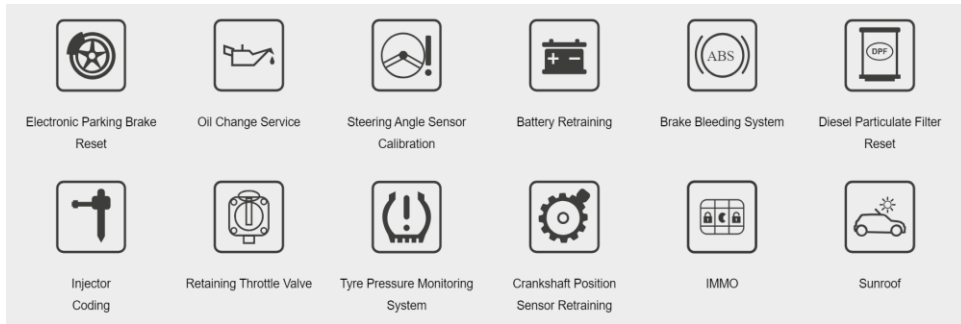 ABS
DPF
Electronic Parking Brake
Reset
Oil Change Service
Steering Angle Sensor
Calibration
Battery Retraining
Brake Bleeding System
Diesel Particulate Filter
Reset
Injector
Coding
Retaining Throttle Valve
Tyre Pressure Monitoring
System
Crankshaft Position
Sensor Retraining
IMMO
Sunroof